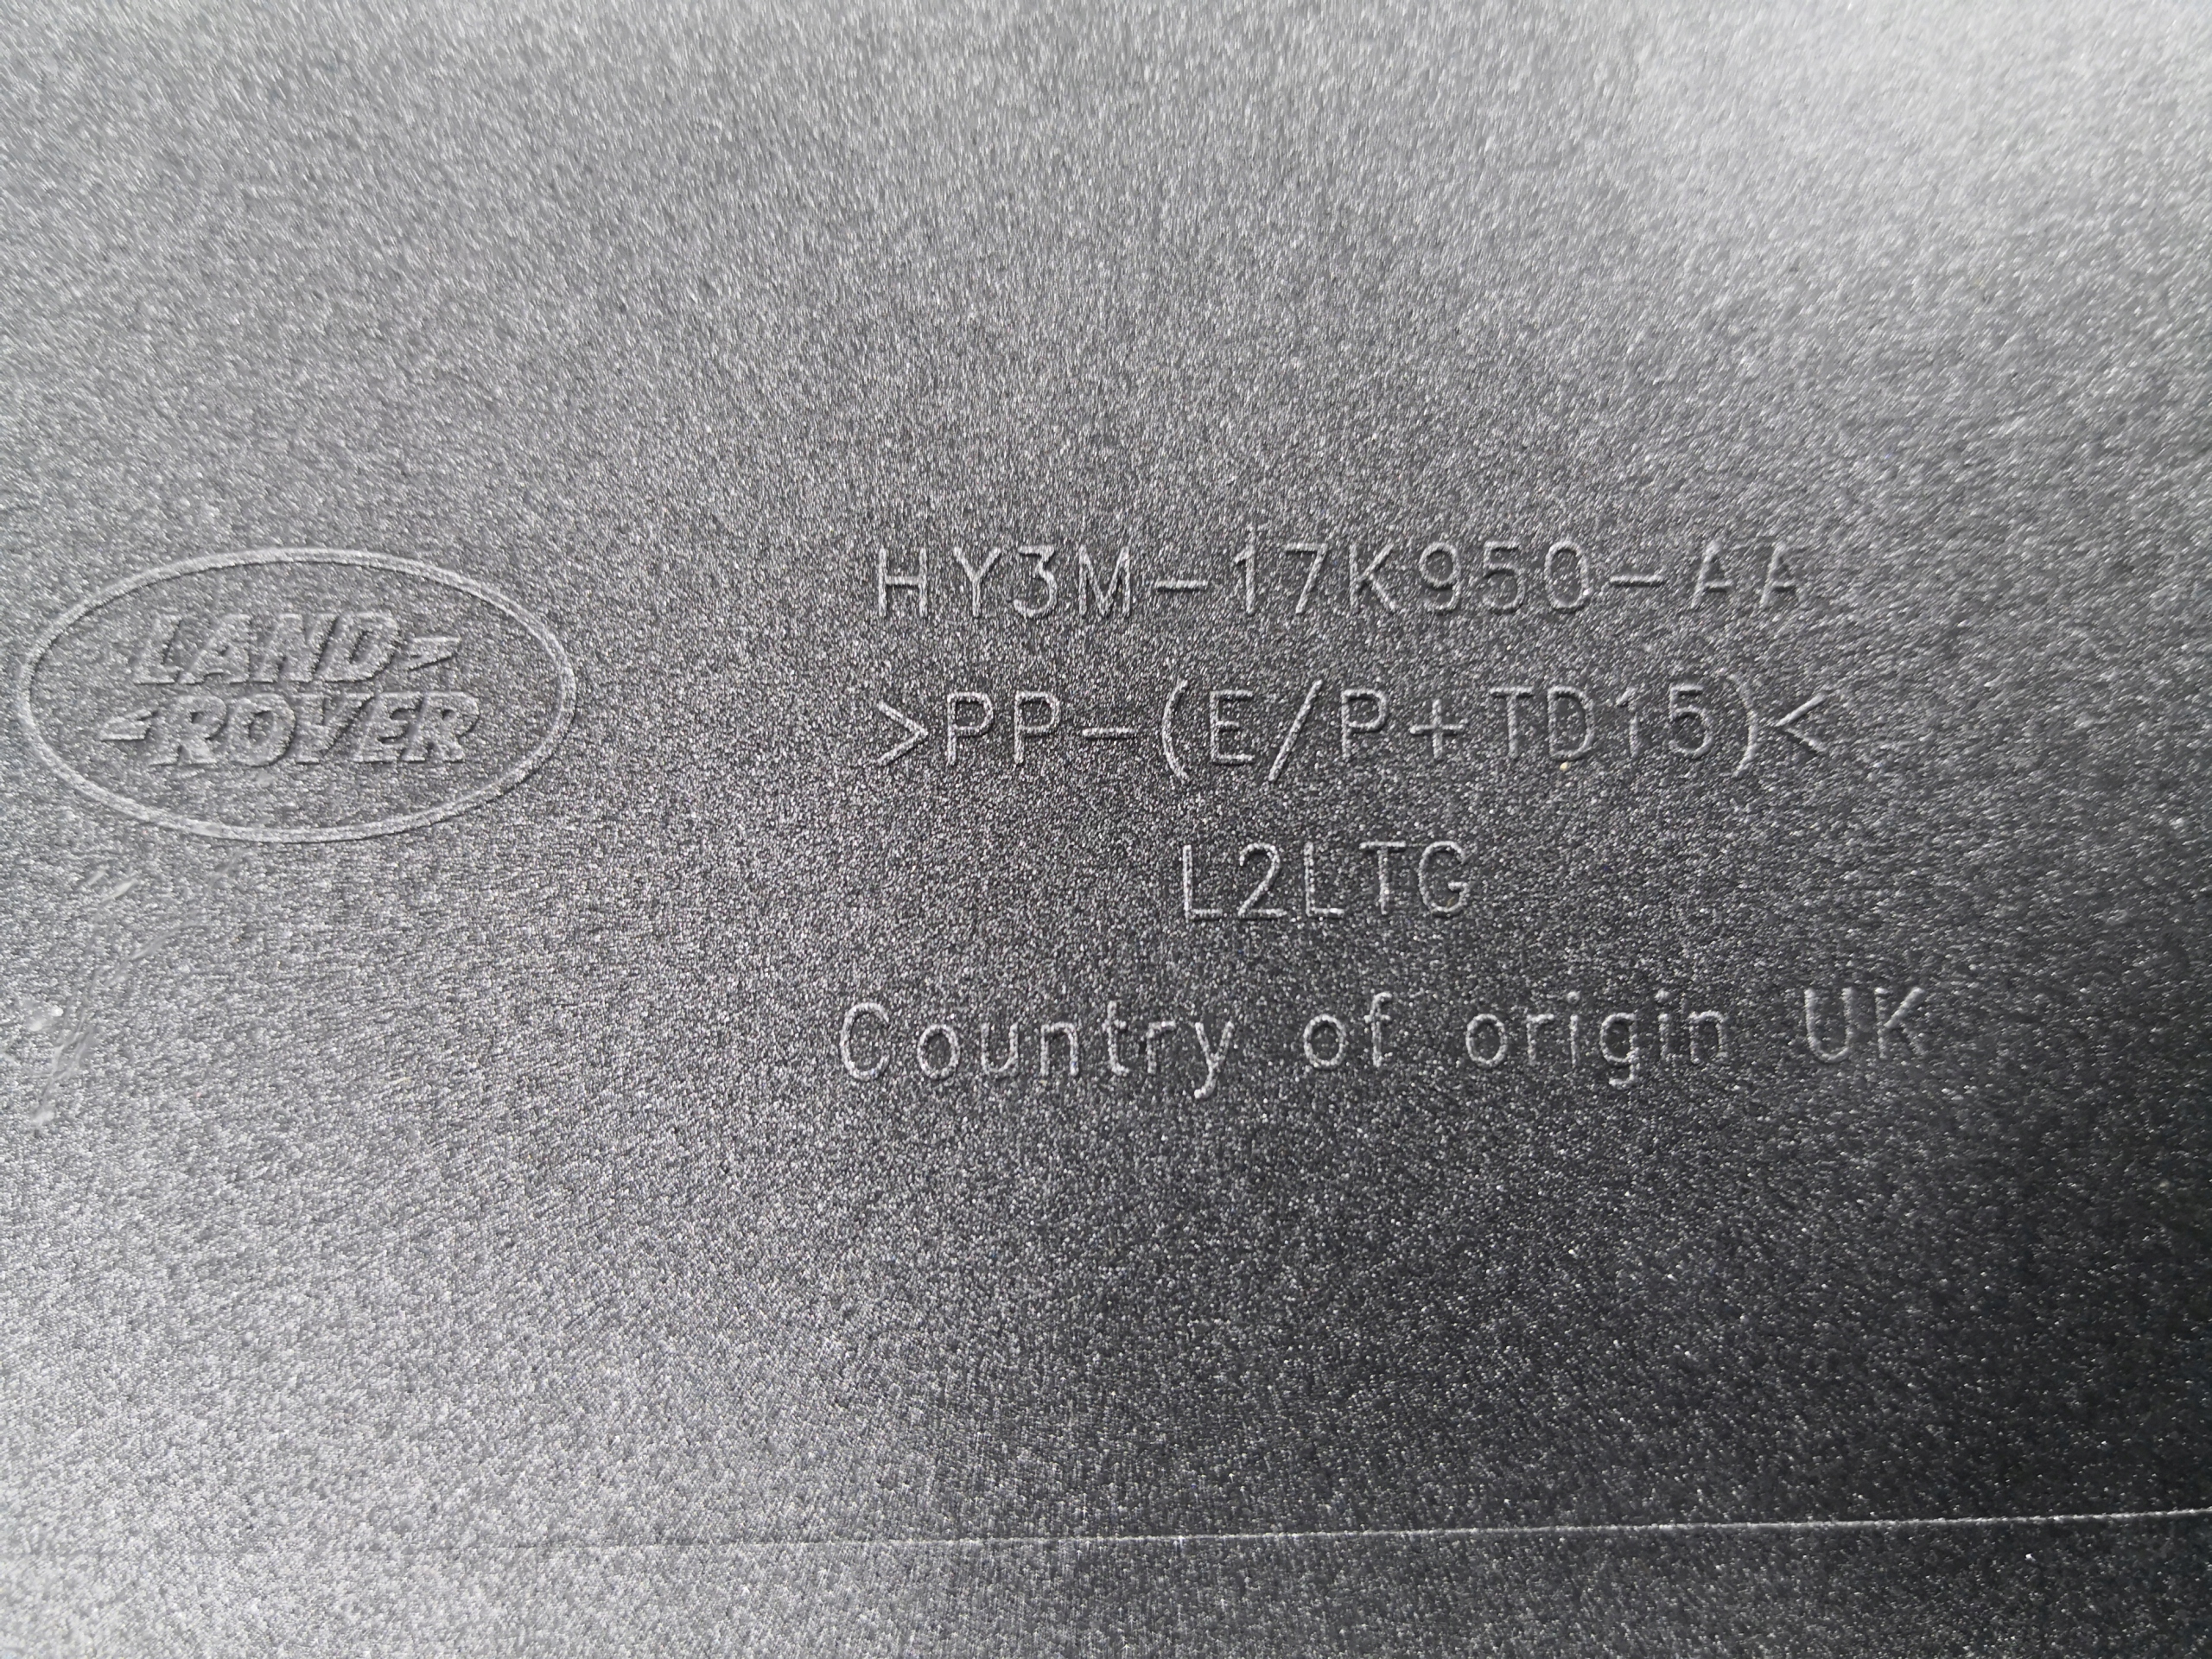 LAND
ROVER
HY3M-17K950-AA
>PP-(E/P+TD15)<
L2LTG
Country of origin UK